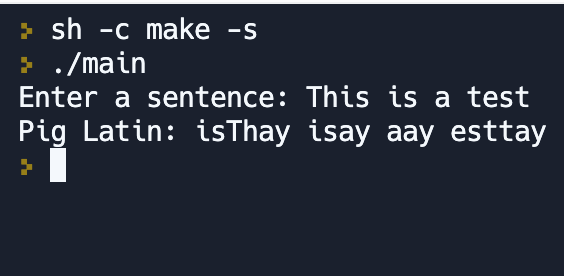 > sh -c make -s
> ./main
Enter a sentence: This is a test
Pig Latin: isThay isay aay esttay
>